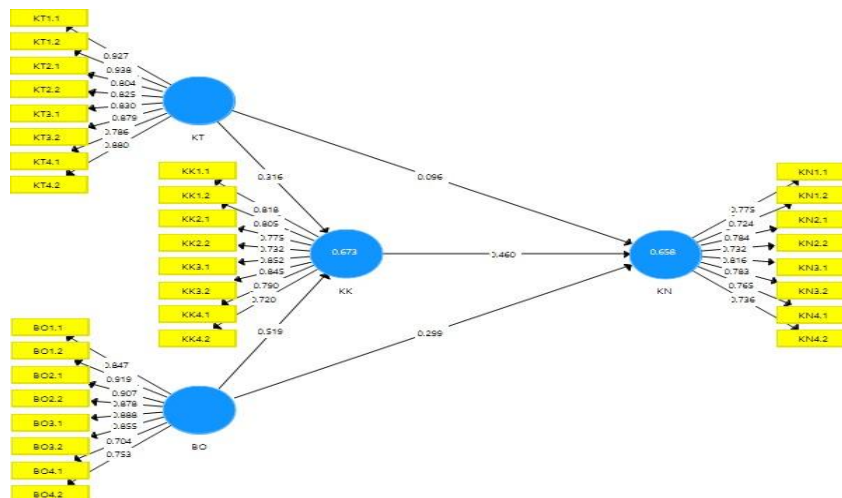 KT1.1
KT1.2
KT2.1
KT2.2
KT3.1
KT3.2
KT4.1
KT4.2
0.927
0.938
0.804
0.825
0.830
0.879
0.786
0.880
KT
0.316
0.096
KK1.1
KK1.2
KK2.1
KK2.2
KK3.1
KK3.2
KK4.1
KK4.2
0.818
0.805
0.775
0.732
0.852
0.845
0.790
0.720
0.673
KK
0.460
0.658
KN
0.775
0.724
0.784
0.732
0.816
0.783
0.765
0.736
KN1.1
KN1.2
KN2.1
KN2.2
KN3.1
KN3.2
KN4.1
KN4.2
0.519
0.299
BO1.1
BO1.2
BO2.1
BO2.2
BO3.1
BO3.2
BO4.1
BO4.2
0.847
0.919
0.907
0.878
0.888
0.855
0.704
0.753
BO